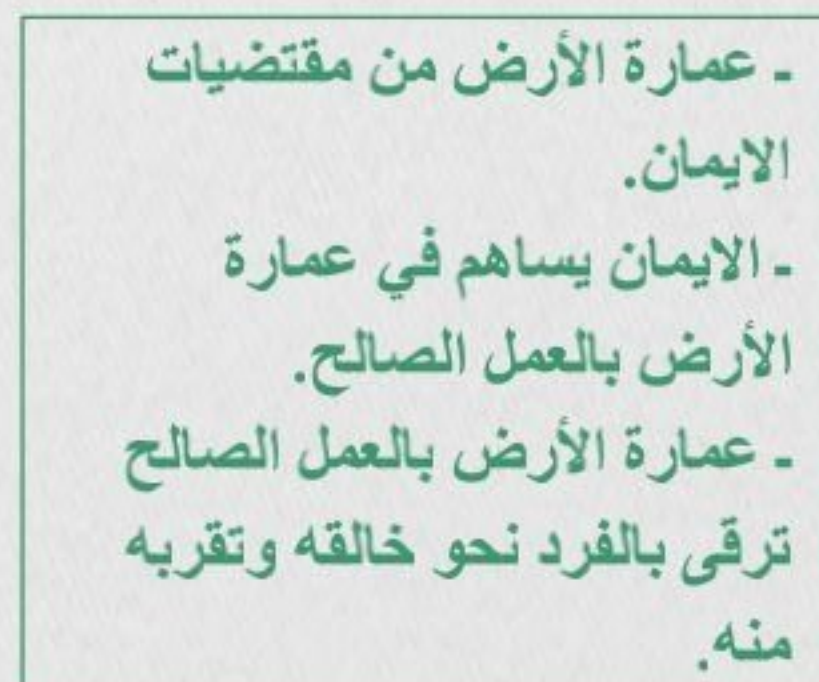 - عمارة الأرض من مقتضيات
الايمان.
- الايمان يساهم في عمارة
الأرض بالعمل الصالح.
- عمارة الأرض بالعمل الصالح
ترقى بالفرد نحو خالقه وتقربه
منه.